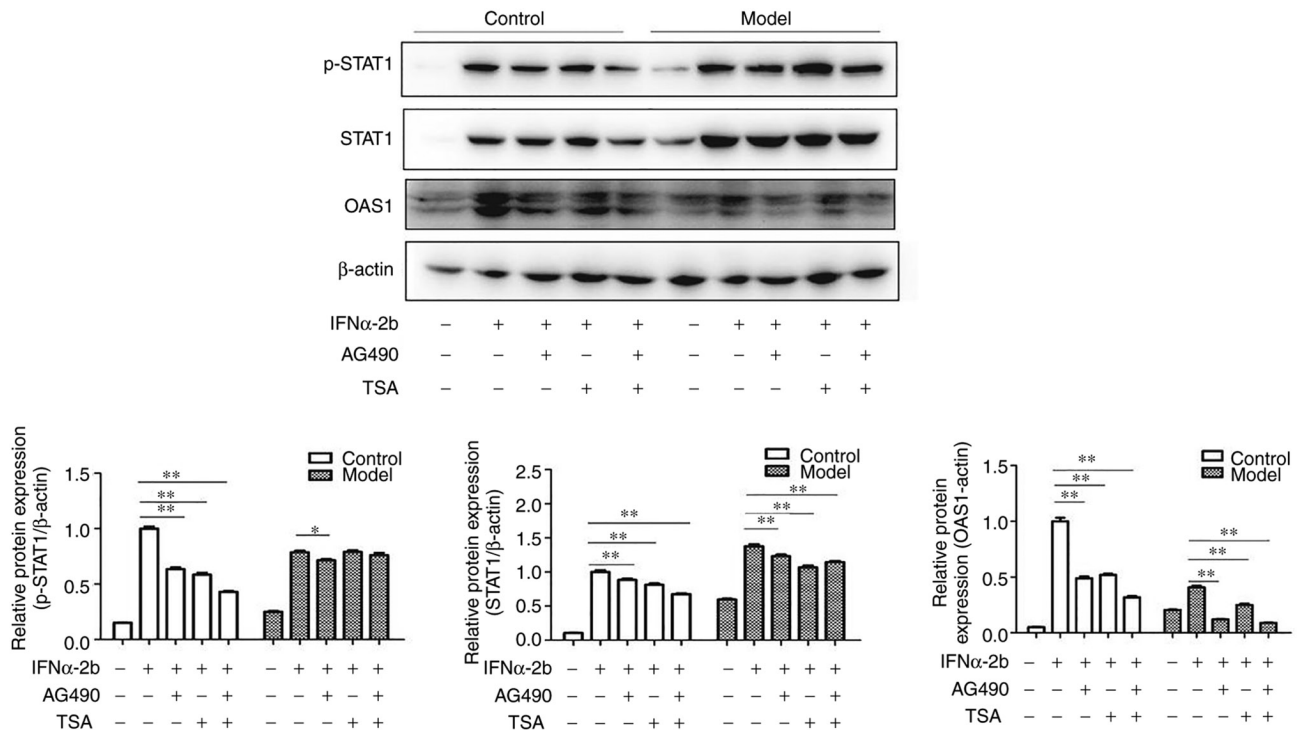 Control Model
p-STAT1
STAT1
OAS1
β-actin
IFNα-2b – + + + + – + + + +
AG490 – – + – + – – + – +
TSA – – – + + – – – + +
Relative protein expression
(p-STAT1/β-actin)
1.5
1.0
0.5
0.0
Control
Model
**
**
**
*
IFNα-2b – + + + + – + + + +
AG490 – – + – + – – + – +
TSA – – – + + – – – + +
Relative protein expression
(STAT1/β-actin)
2.5
2.0
1.5
1.0
0.5
0.0
Control
Model
**
**
**
**
**
**
IFNα-2b – + + + + – + + + +
AG490 – – + – + – – + – +
TSA – – – + + – – – + +
Relative protein
expression (OAS1-actin)
1.5
1.0
0.5
0.0
Control
Model
**
**
**
**
**
**
IFNα-2b – + + + + – + + + +
AG490 – – + – + – – + – +
TSA – – – + + – – – + +